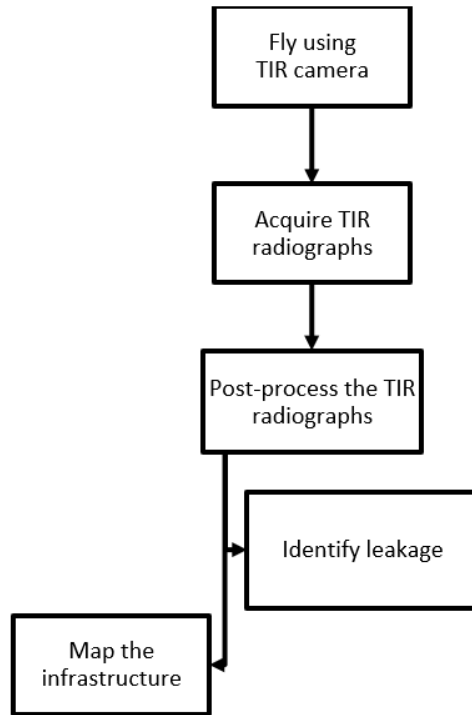 Fly using
TIR camera
Acquire TIR
radiographs
Post-process the TIR
radiographs
Identify leakage
Map the
infrastructure